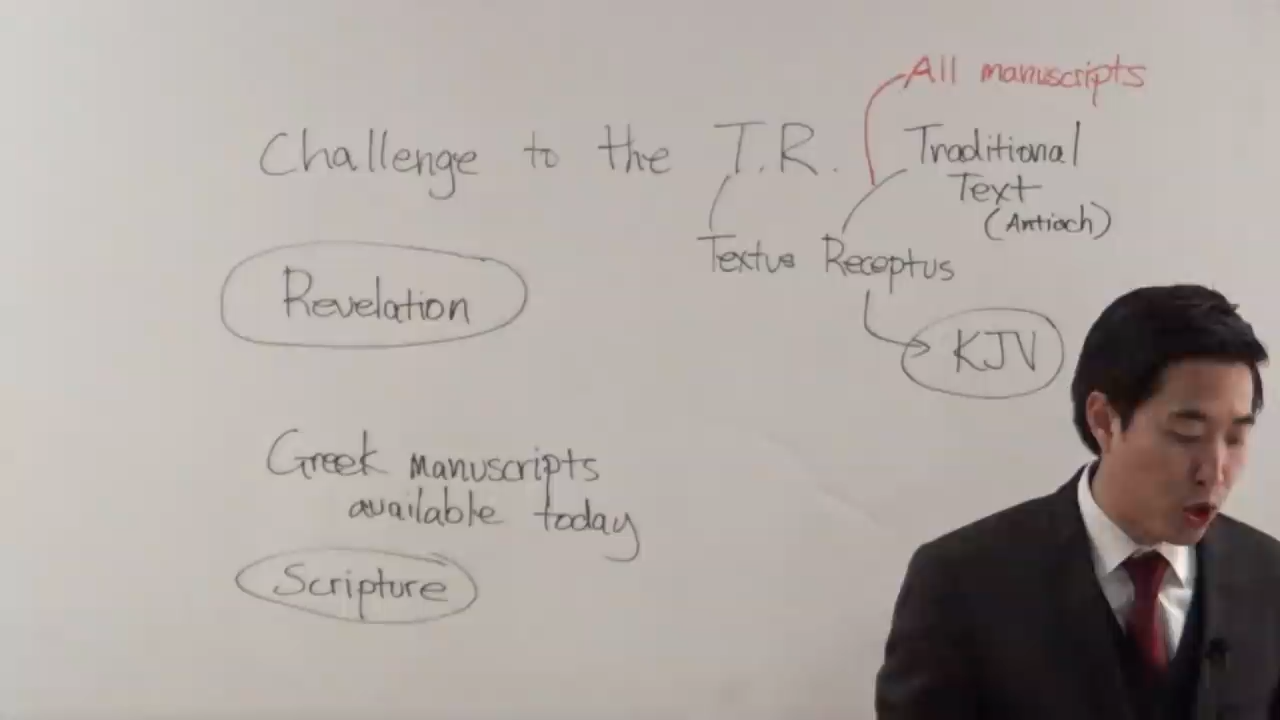 All manuscripts
Challenge to the T.R.
Traditional
Text
(Antioch)
Textus Receptus
Revelation
KJV
Greek manuscripts
available today
Scripture